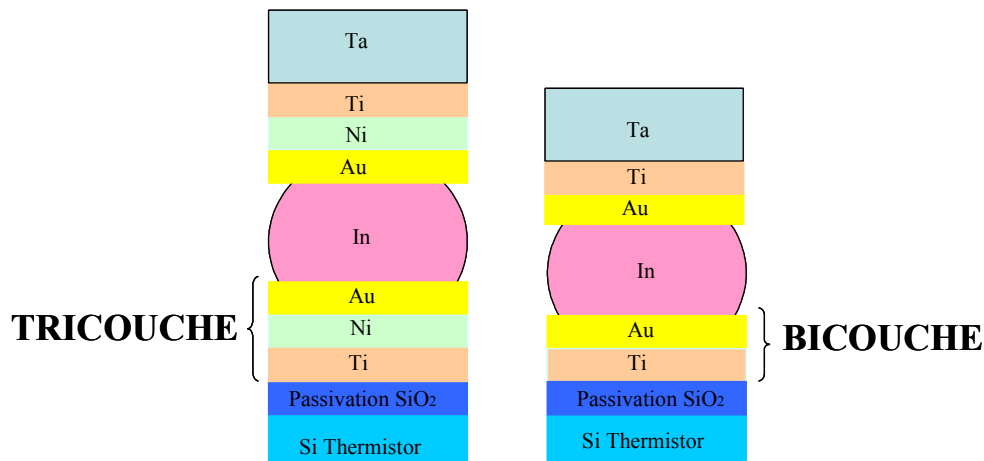 Ta
Ti
Ni
Au
In
Au
Ni
Ti
Passivation SiO₂
Si Thermistor
TRICOUCHE
Ta
Ti
Au
In
Au
Ti
Passivation SiO₂
Si Thermistor
BICOUCHE